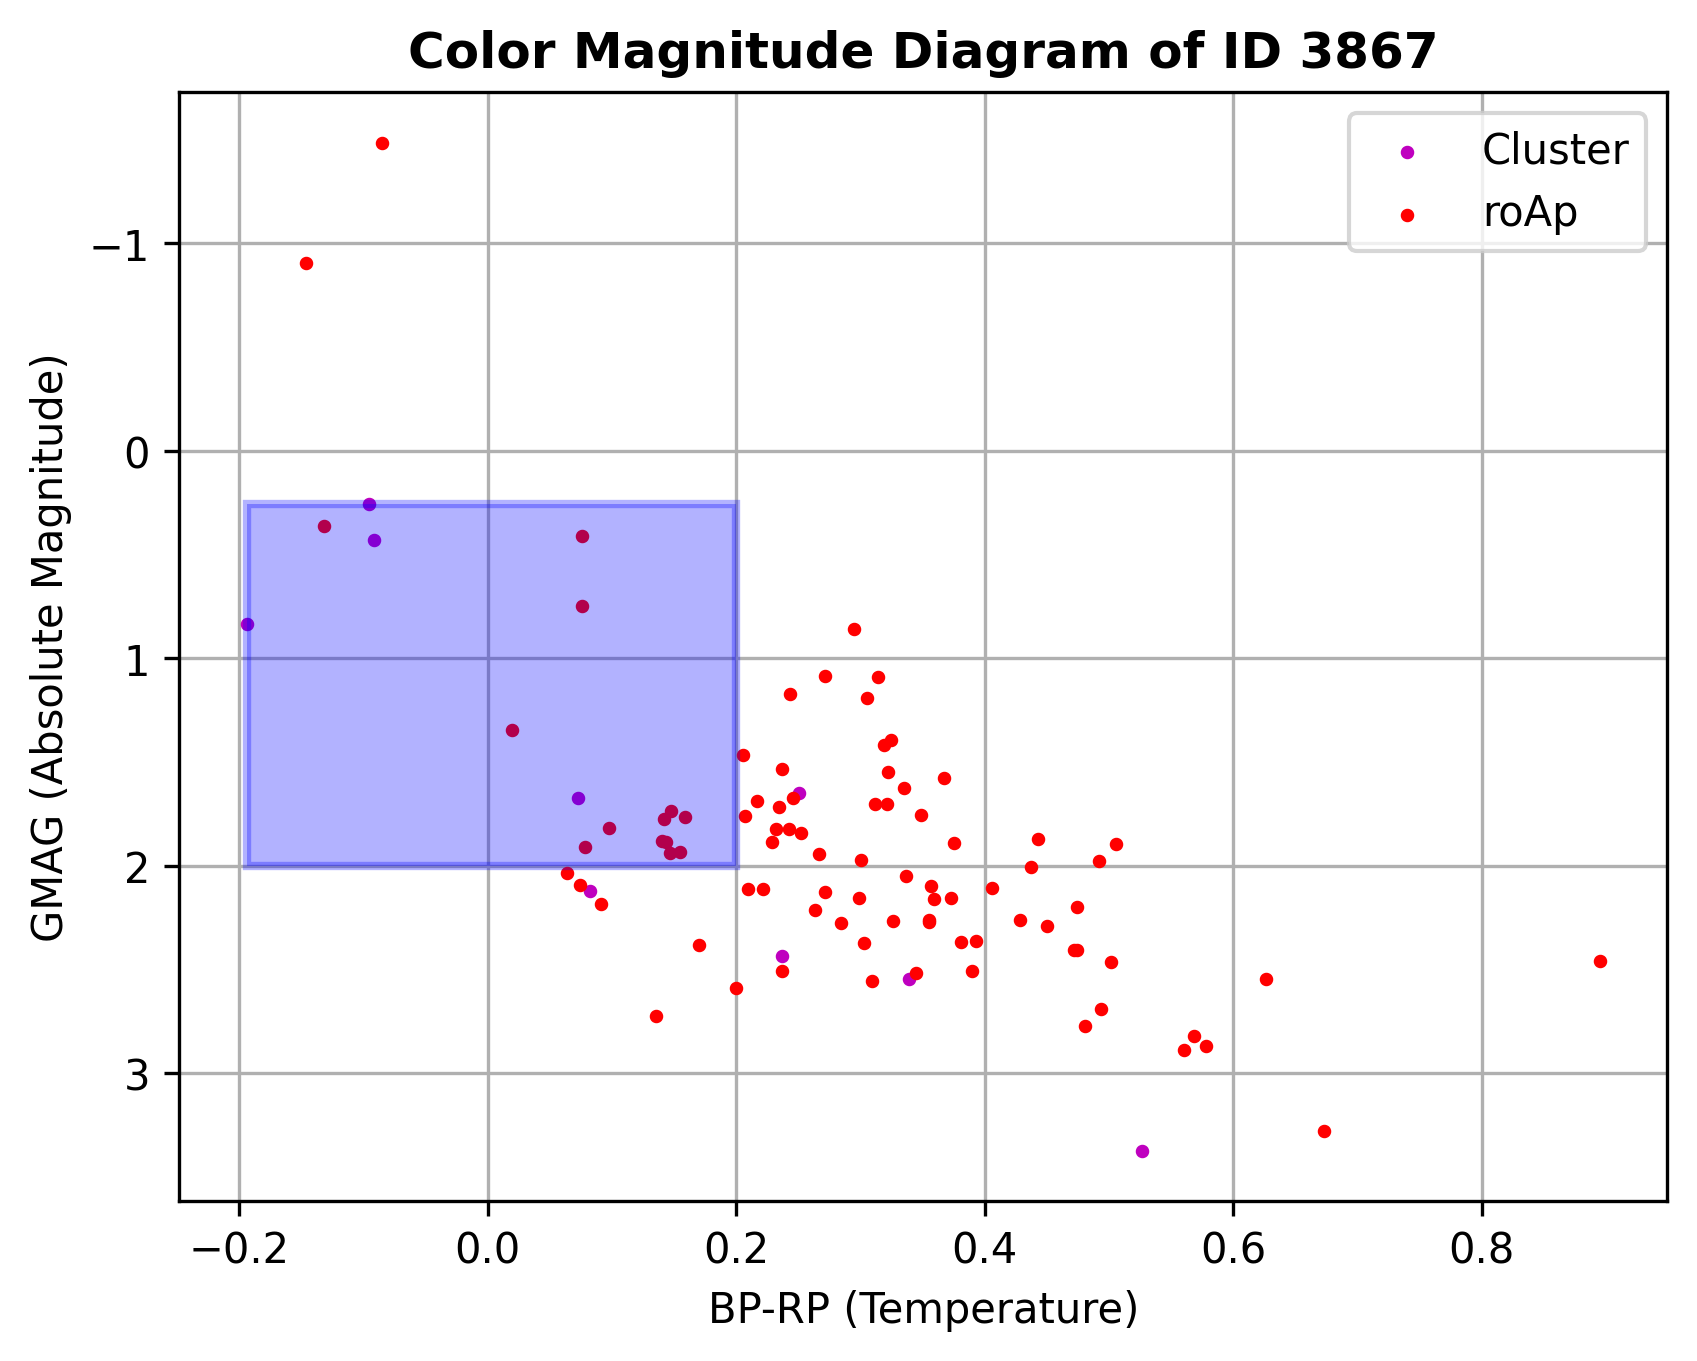 Color Magnitude Diagram of ID 3867
Cluster
roAp
GMAG (Absolute Magnitude)
−1
0
1
2
3
−0.2 0.0 0.2 0.4 0.6 0.8
BP-RP (Temperature)